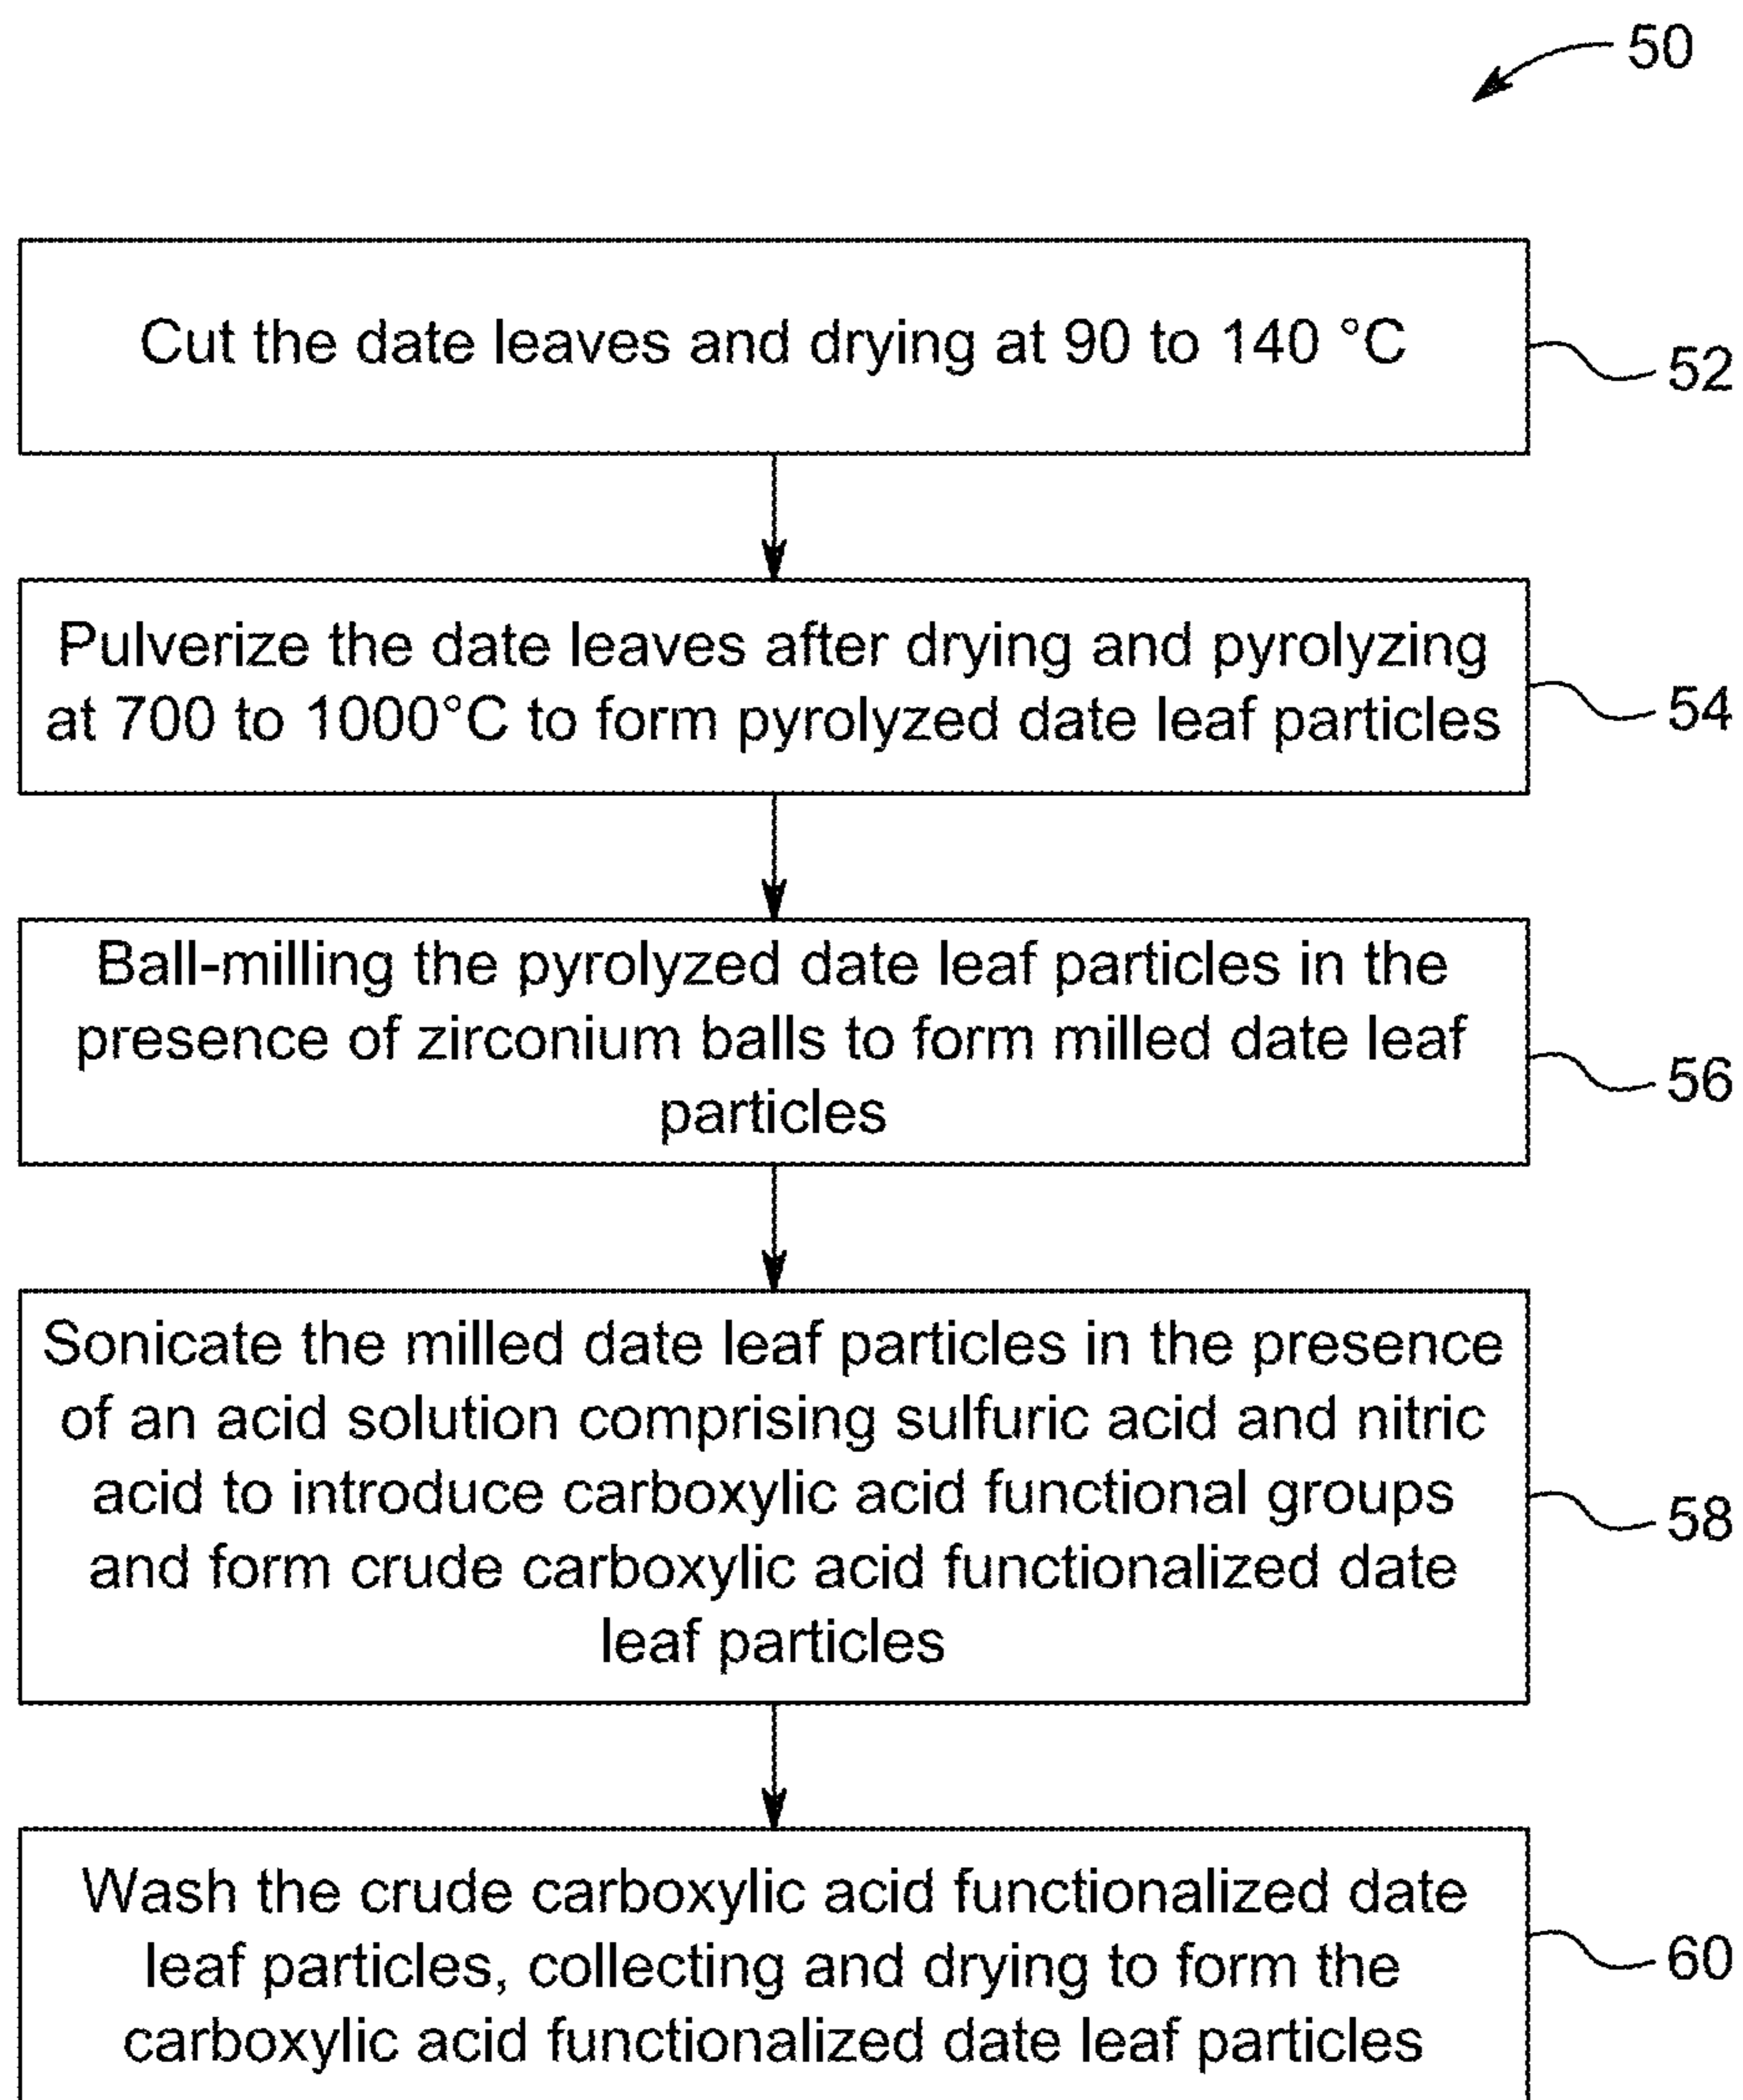 50
Cut the date leaves and drying at 90 to 140 °C
52
Pulverize the date leaves after drying and pyrolyzing
at 700 to 1000°C to form pyrolyzed date leaf particles
54
Ball-milling the pyrolyzed date leaf particles in the
presence of zirconium balls to form milled date leaf
particles
56
Sonicate the milled date leaf particles in the presence
of an acid solution comprising sulfuric acid and nitric
acid to introduce carboxylic acid functional groups
and form crude carboxylic acid functionalized date
leaf particles
58
Wash the crude carboxylic acid functionalized date
leaf particles, collecting and drying to form the
carboxylic acid functionalized date leaf particles
60